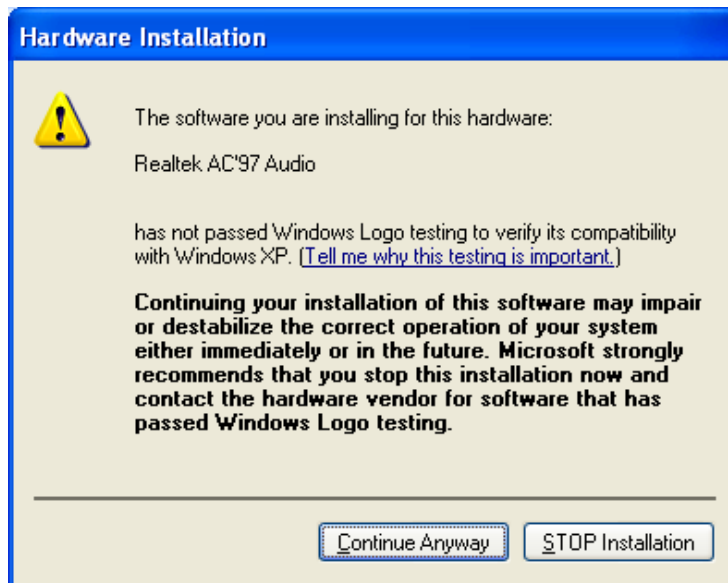 Hardware Installation
The software you are installing for this hardware:
Realtek AC'97 Audio
has not passed Windows Logo testing to verify its compatibility
with Windows XP. (Tell me why this testing is important.)
Continuing your installation of this software may impair
or destabilize the correct operation of your system
either immediately or in the future. Microsoft strongly
recommends that you stop this installation now and
contact the hardware vendor for software that has
passed Windows Logo testing.
Continue Anyway
STOP Installation